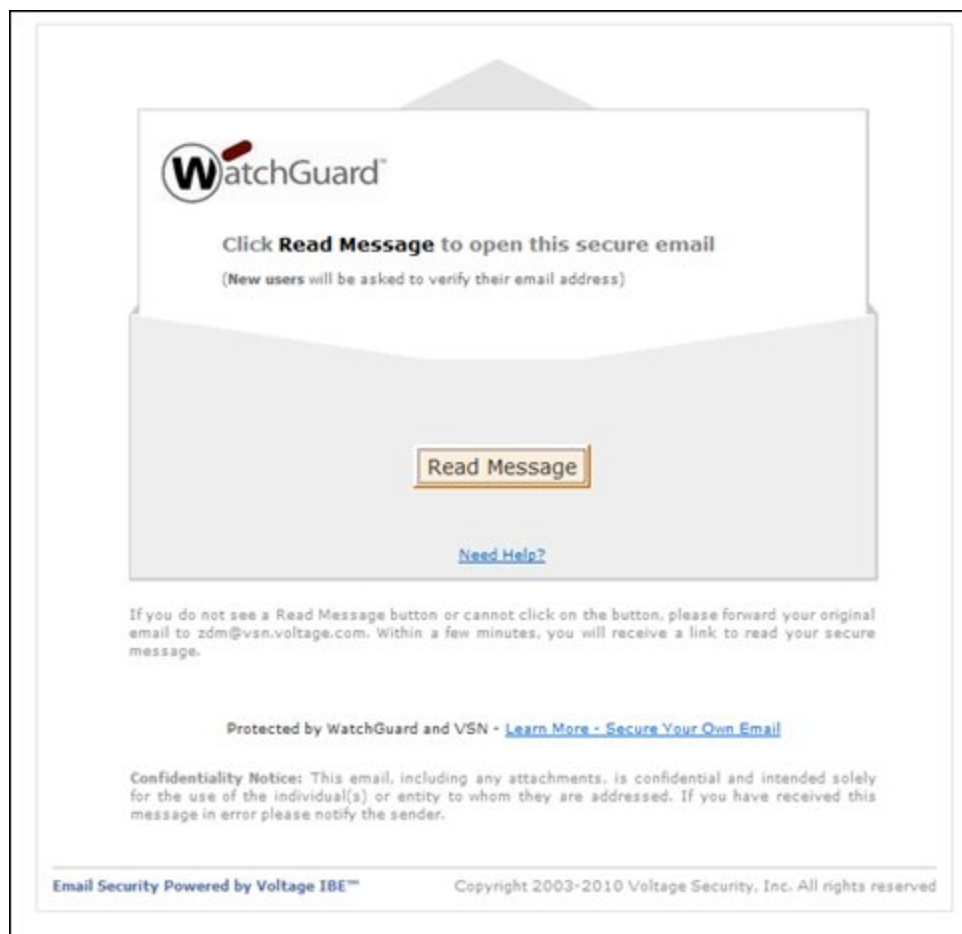 WatchGuard™
Click Read Message to open this secure email
(New users will be asked to verify their email address)
Read Message
Need Help?
If you do not see a Read Message button or cannot click on the button, please forward your original
email to zdm@vsn.voltage.com. Within a few minutes, you will receive a link to read your secure
message.
Protected by WatchGuard and VSN - Learn More - Secure Your Own Email
Confidentiality Notice: This email, including any attachments, is confidential and intended solely
for the use of the individual(s) or entity to whom they are addressed. If you have received this
message in error please notify the sender.
Email Security Powered by Voltage IBE™ Copyright 2003-2010 Voltage Security, Inc. All rights reserved